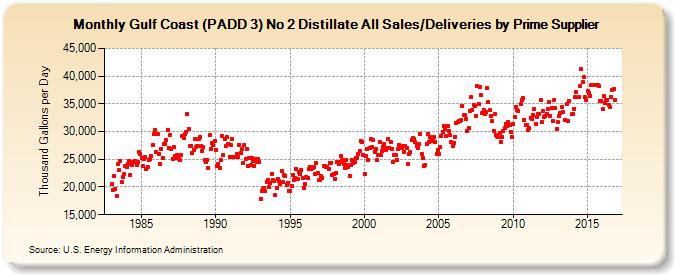 Monthly Gulf Coast (PADD 3) No 2 Distillate All Sales/Deliveries by Prime Supplier
Thousand Gallons per Day
45,000
40,000
35,000
30,000
25,000
20,000
15,000
1985 1990 1995 2000 2005 2010 2015
Source: U.S. Energy Information Administration